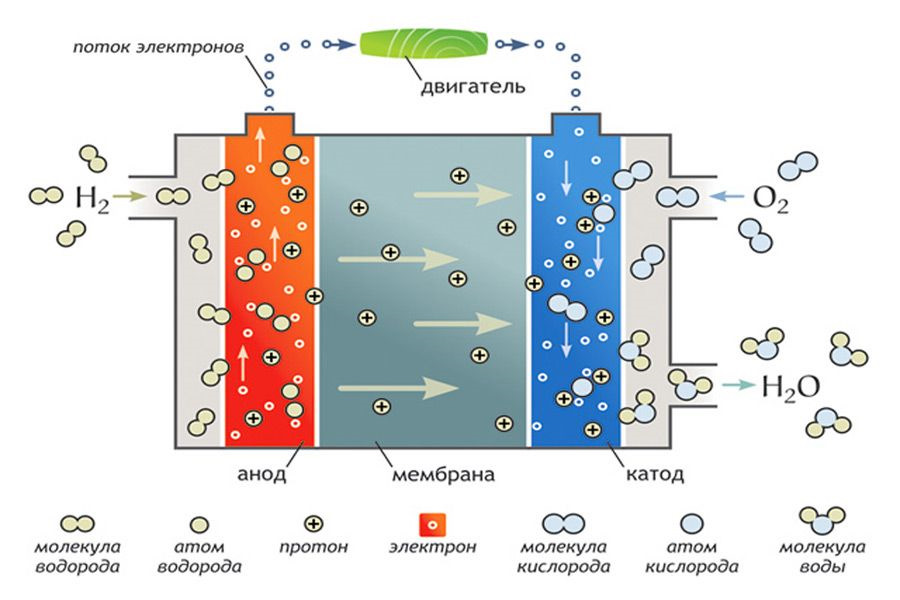 поток электронов
двигатель
H₂
O₂
H₂O
анод
мембрана
катод
молекула
водорода
атом
водорода
протон
электрон
молекула
кислорода
атом
кислорода
молекула
воды